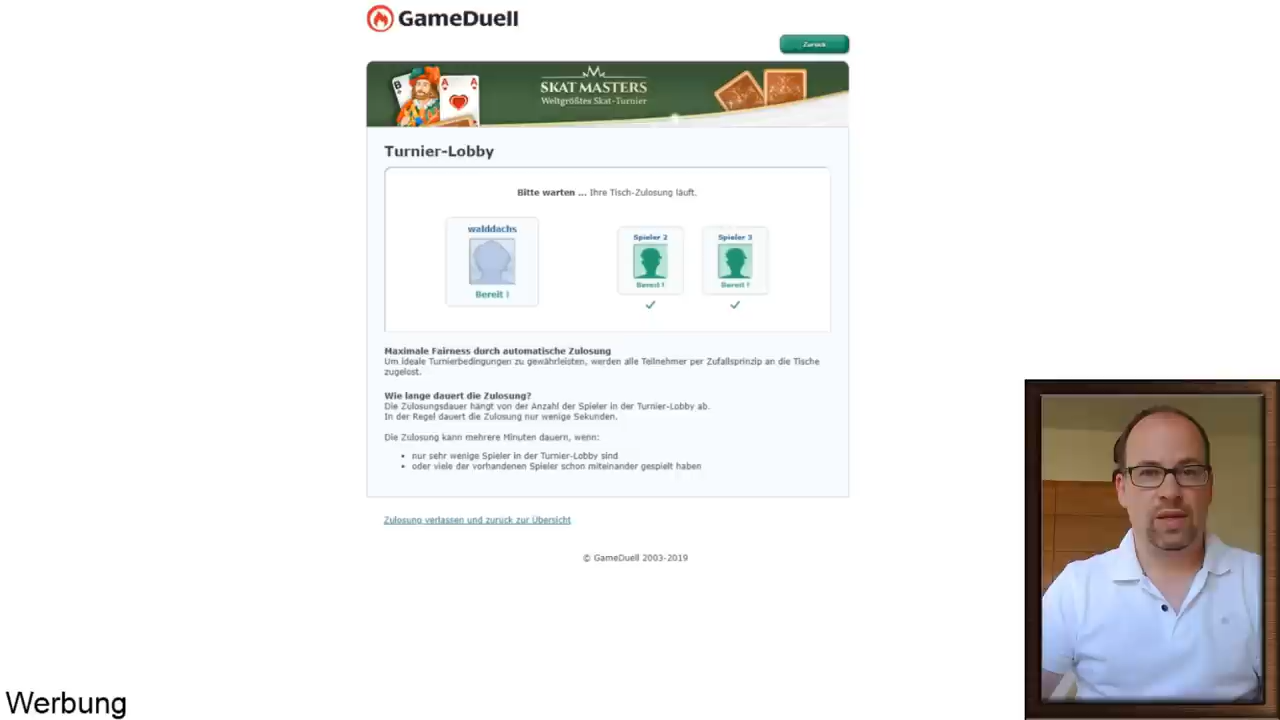 GameDuell
Zurück
SKAT MASTERS
Weltgrößtes Skat-Turnier
Turnier-Lobby
Bitte warten ... Ihre Tisch-Zulosung läuft.
walddachs
Bereit !
Spieler 2
Bereit !
Spieler 3
Bereit !
Maximale Fairness durch automatische Zulosung
Um ideale Turnierbedingungen zu gewährleisten, werden alle Teilnehmer per Zufallsprinzip an die Tische
zugelost.
Wie lange dauert die Zulosung?
Die Zulosungsdauer hängt von der Anzahl der Spieler in der Turnier-Lobby ab.
In der Regel dauert die Zulosung nur wenige Sekunden.
Die Zulosung kann mehrere Minuten dauern, wenn:
• nur sehr wenige Spieler in der Turnier-Lobby sind
• oder viele der vorhandenen Spieler schon miteinander gespielt haben
Zulosung verlassen und zurück zur Übersicht
© GameDuell 2003-2019
Werbung